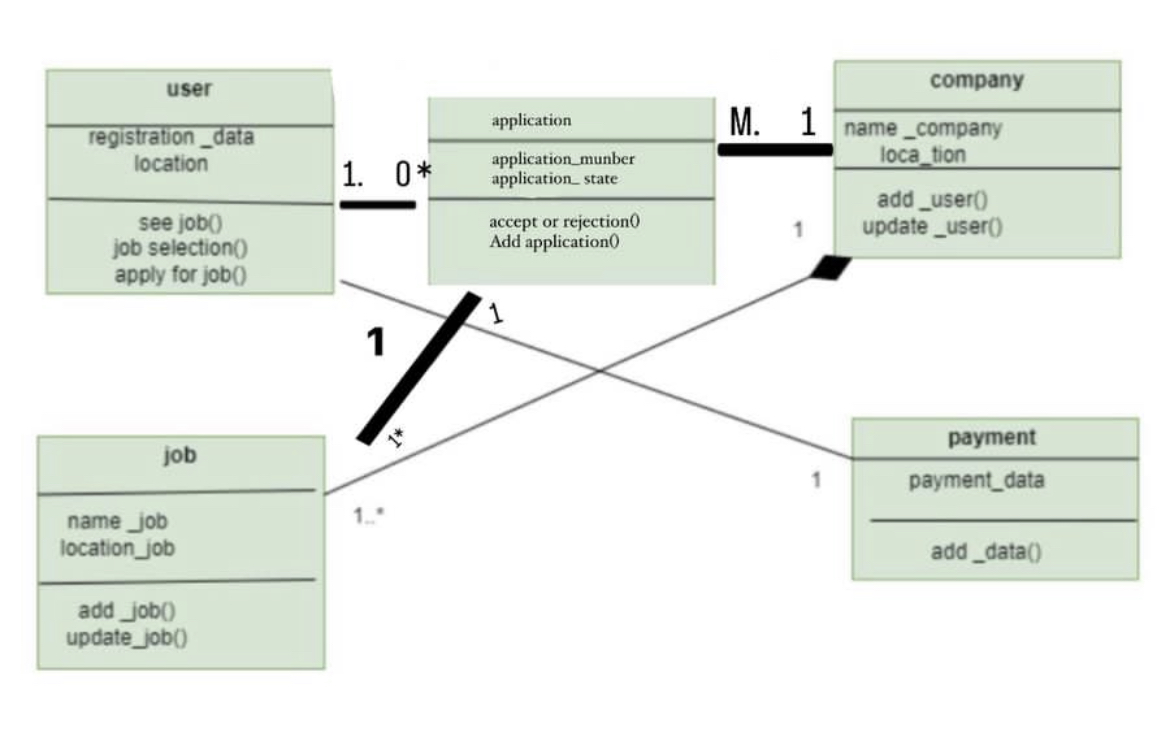 user
registration _data
location
see job()
job selection()
apply for job()
1. 0*
application
application_munber
application_ state
accept or rejection()
Add application()
M. 1
company
name _company
loca_tion
add _user()
update _user()
1
1
1
1*
job
name _job
location_job
add _job()
update_job()
1..*
payment
payment_data
add _data()
1